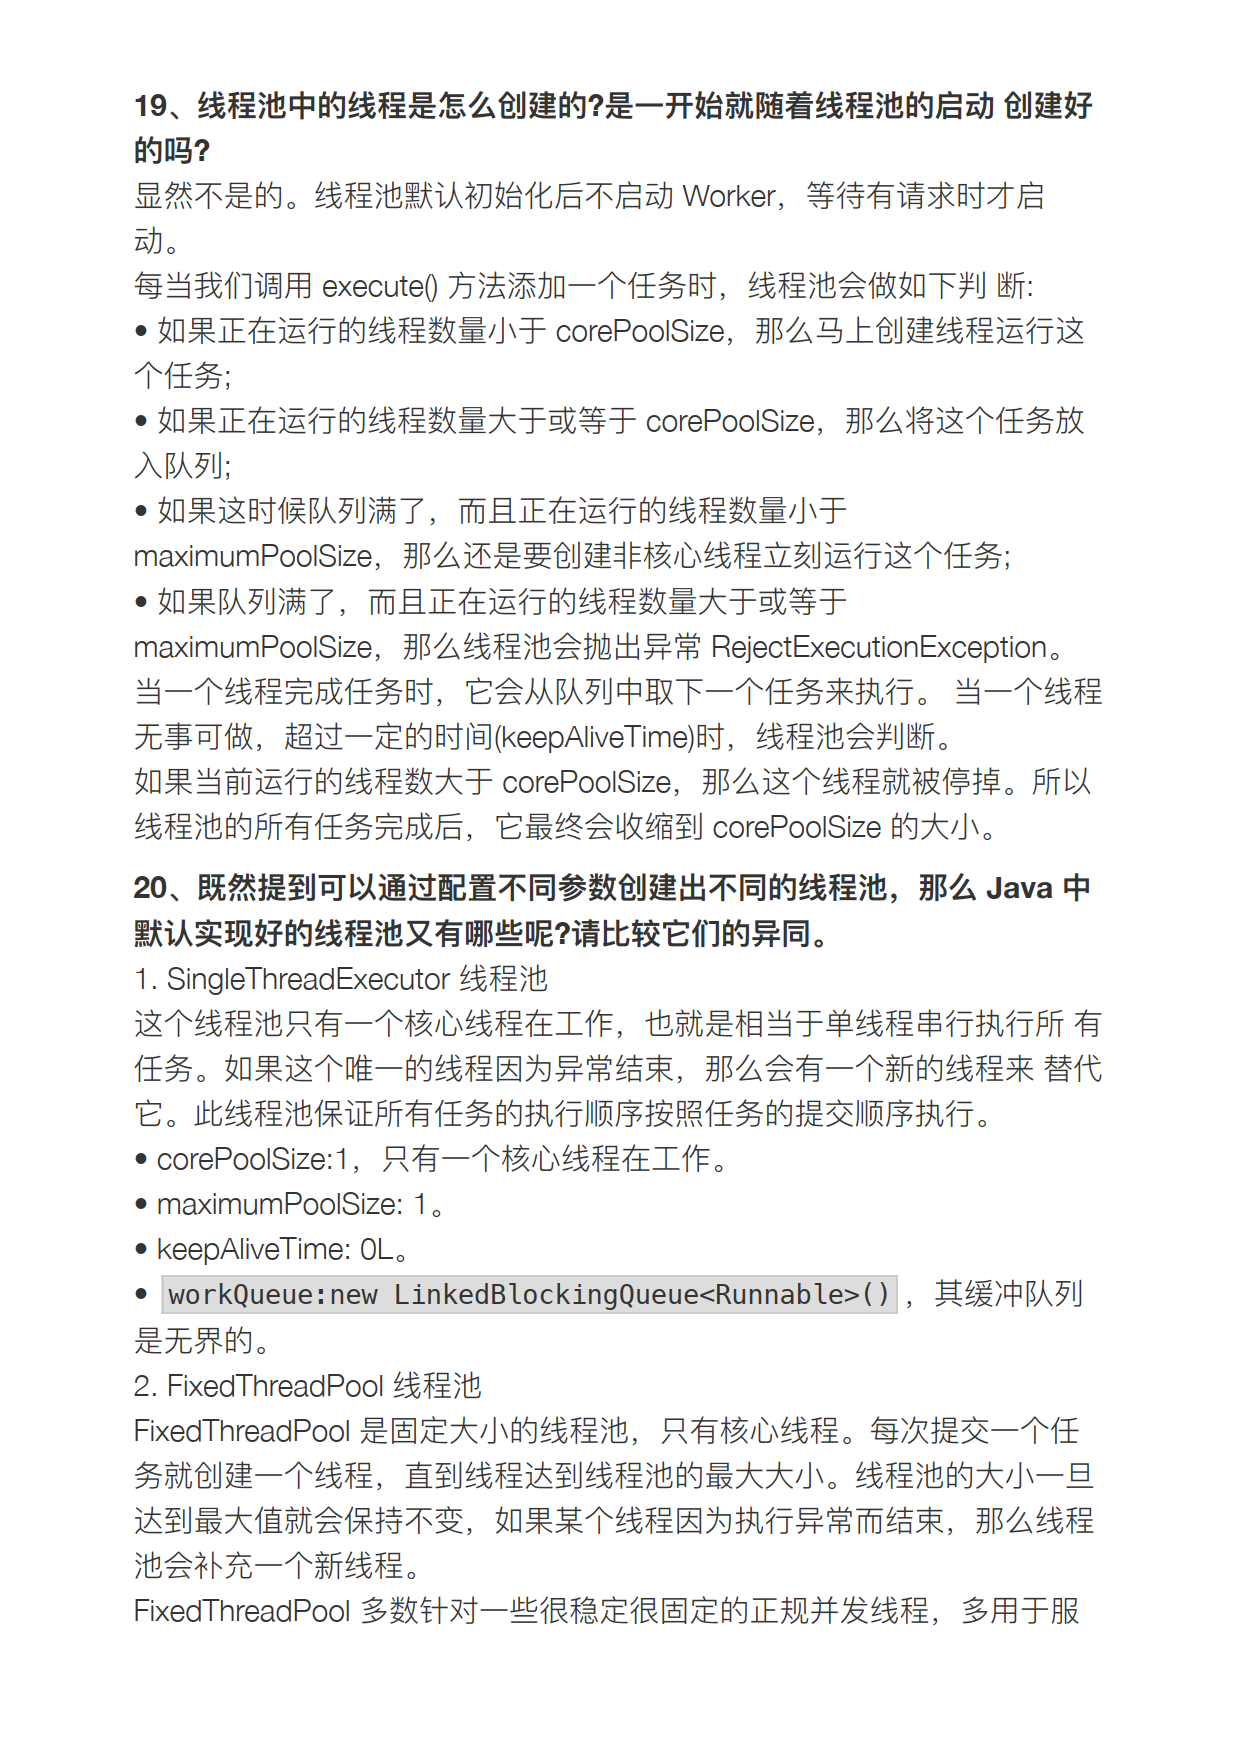 19、线程池中的线程是怎么创建的?是一开始就随着线程池的启动 创建好
的吗?
显然不是的。线程池默认初始化后不启动 Worker，等待有请求时才启
动。
每当我们调用 execute() 方法添加一个任务时，线程池会做如下判 断:
• 如果正在运行的线程数量小于 corePoolSize，那么马上创建线程运行这
个任务;
• 如果正在运行的线程数量大于或等于 corePoolSize，那么将这个任务放
入队列;
• 如果这时候队列满了，而且正在运行的线程数量小于
maximumPoolSize，那么还是要创建非核心线程立刻运行这个任务;
• 如果队列满了，而且正在运行的线程数量大于或等于
maximumPoolSize，那么线程池会抛出异常 RejectExecutionException。
当一个线程完成任务时，它会从队列中取下一个任务来执行。 当一个线程
无事可做，超过一定的时间(keepAliveTime)时，线程池会判断。
如果当前运行的线程数大于 corePoolSize，那么这个线程就被停掉。所以
线程池的所有任务完成后，它最终会收缩到 corePoolSize 的大小。
20、既然提到可以通过配置不同参数创建出不同的线程池，那么 Java 中
默认实现好的线程池又有哪些呢?请比较它们的异同。
1. SingleThreadExecutor 线程池
这个线程池只有一个核心线程在工作，也就是相当于单线程串行执行所 有
任务。如果这个唯一的线程因为异常结束，那么会有一个新的线程来 替代
它。此线程池保证所有任务的执行顺序按照任务的提交顺序执行。
• corePoolSize:1，只有一个核心线程在工作。
• maximumPoolSize: 1。
• keepAliveTime: 0L。
• workQueue:new LinkedBlockingQueue<Runnable>() ，其缓冲队列
是无界的。
2. FixedThreadPool 线程池
FixedThreadPool 是固定大小的线程池，只有核心线程。每次提交一个任
务就创建一个线程，直到线程达到线程池的最大大小。线程池的大小一旦
达到最大值就会保持不变，如果某个线程因为执行异常而结束，那么线程
池会补充一个新线程。
FixedThreadPool 多数针对一些很稳定很固定的正规并发线程，多用于服